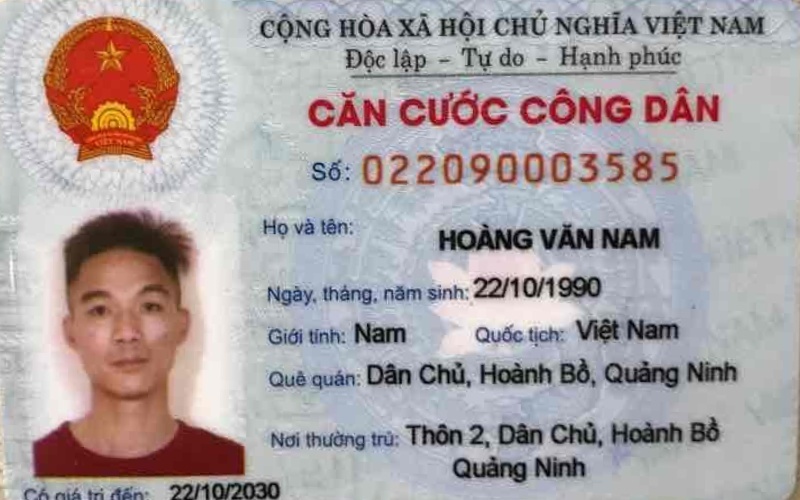 CỘNG HÒA XÃ HỘI CHỦ NGHĨA VIỆT NAM
Độc lập - Tự do - Hạnh phúc
CĂN CƯỚC CÔNG DÂN
Số: 022090003585
Họ và tên: HOÀNG VĂN NAM
Ngày, tháng, năm sinh: 22/10/1990
Giới tính: Nam Quốc tịch: Việt Nam
Quê quán: Dân Chủ, Hoành Bồ, Quảng Ninh
Nơi thường trú: Thôn 2, Dân Chủ, Hoành Bồ
Quảng Ninh
Có giá trị đến: 22/10/2030